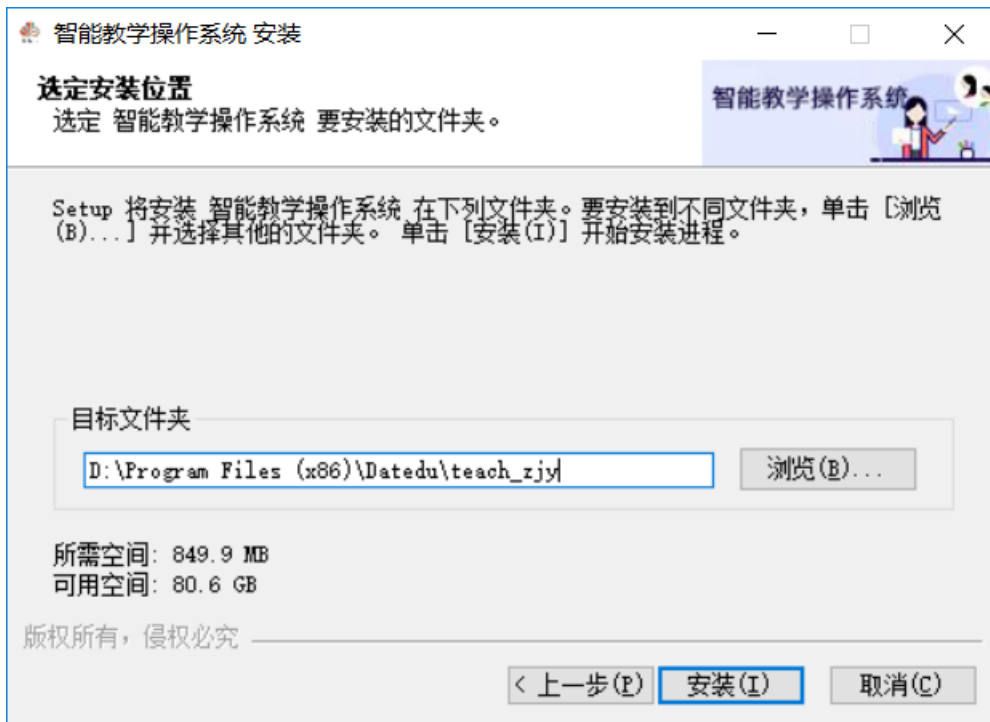 智能教学操作系统 安装
选定安装位置
选定 智能教学操作系统 要安装的文件夹。
智能教学操作系统
Setup 将安装 智能教学操作系统 在下列文件夹。要安装到不同文件夹，单击 [浏览
(B)...] 并选择其他的文件夹。 单击 [安装(I)] 开始安装进程。
目标文件夹
D:\Program Files (x86)\Datedu\teach_zjy
浏览(B)...
所需空间: 849.9 MB
可用空间: 80.6 GB
版权所有，侵权必究
< 上一步(P)
安装(I)
取消(C)